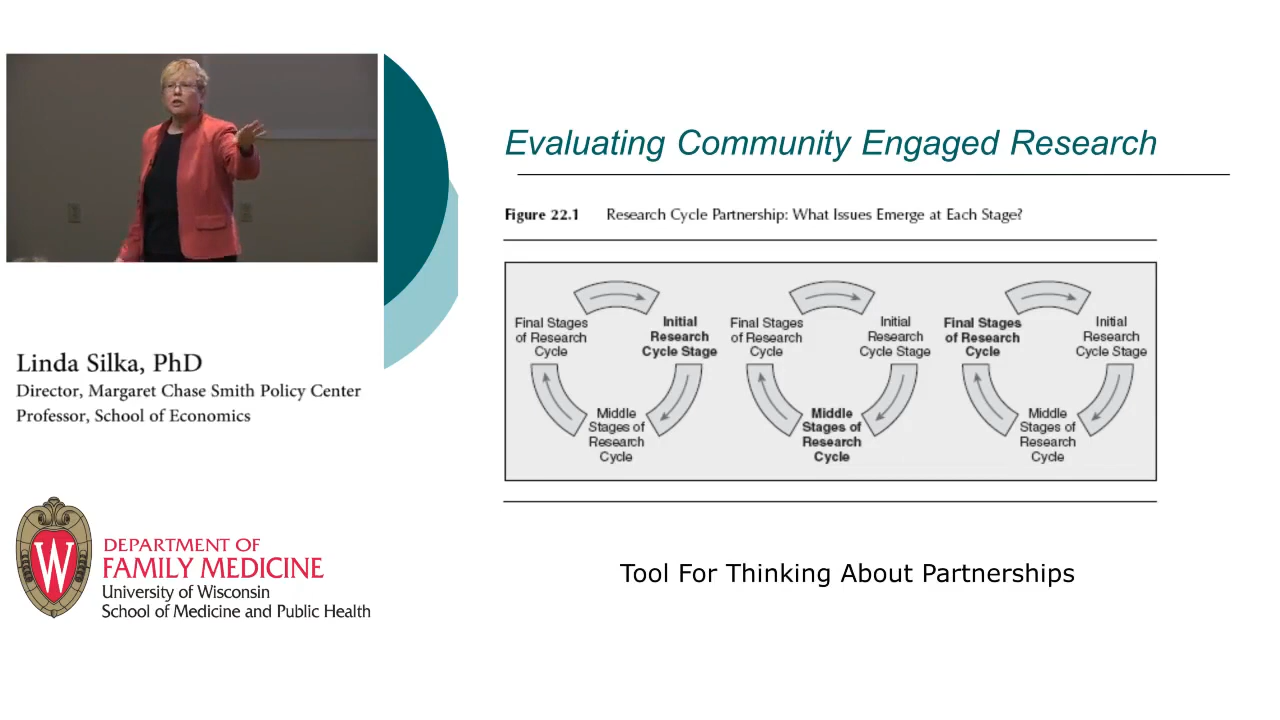 Evaluating Community Engaged Research
Figure 22.1 Research Cycle Partnership: What Issues Emerge at Each Stage?
Final Stages
of Research
Cycle
Initial
Research
Cycle Stage
Middle
Stages of
Research
Cycle
Final Stages
of Research
Cycle
Initial
Research
Cycle Stage
Middle
Stages of
Research
Cycle
Final Stages
of Research
Cycle
Initial
Research
Cycle Stage
Middle
Stages of
Research
Cycle
Tool For Thinking About Partnerships
Linda Silka, PhD
Director, Margaret Chase Smith Policy Center
Professor, School of Economics
W
DEPARTMENT OF
FAMILY MEDICINE
University of Wisconsin
School of Medicine and Public Health